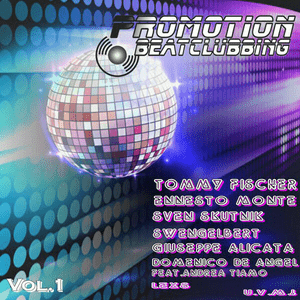 PROMOTION
BEATCLUBBING
TOMMY FISCHER
ENNESTO MONTE
SVEN SKUTNIK
SWENGELBERT
GIUSEPPE ALICATA
DOMENICO DE ANGEL
FEAT.ANDREA TIAMO
LEXS
VOL.1
U.V.M.